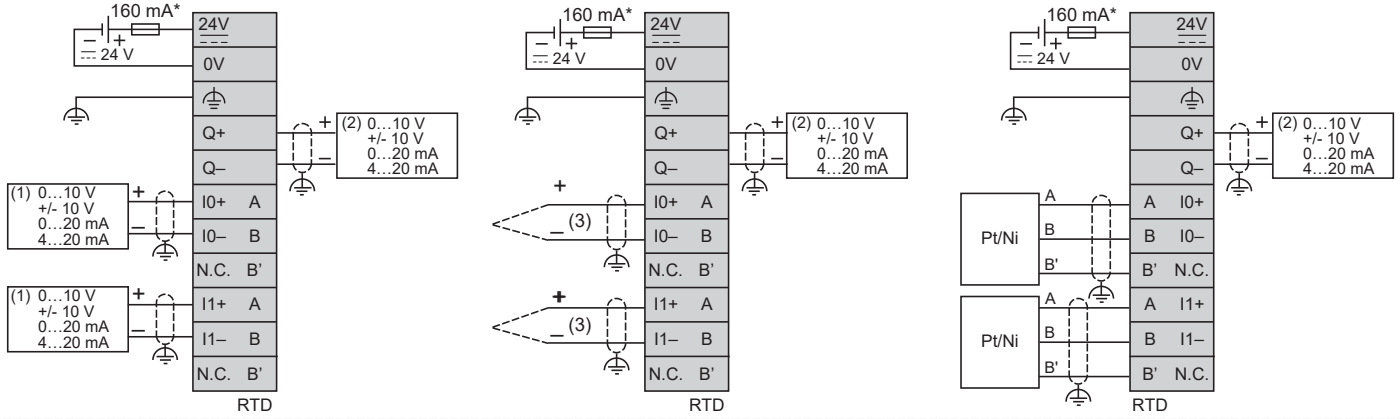 160 mA*
24V
− +
24 V
0V
Q+
+ (2) 0...10 V
+/- 10 V
Q–
− 0...20 mA
4...20 mA
(1) 0...10 V
+/- 10 V
0...20 mA
4...20 mA
+
−
I0+ A
I0– B
N.C. B'
(1) 0...10 V
+/- 10 V
0...20 mA
4...20 mA
+
−
I1+ A
I1– B
N.C. B'
RTD
160 mA*
24V
− +
24 V
0V
Q+
+ (2) 0...10 V
+/- 10 V
Q–
− 0...20 mA
4...20 mA
+
− (3)
I0+ A
I0– B
N.C. B'
+
− (3)
I1+ A
I1– B
N.C. B'
RTD
160 mA*
24V
− +
24 V
0V
Q+
+ (2) 0...10 V
+/- 10 V
Q–
− 0...20 mA
4...20 mA
Pt/Ni
A
B
B'
A I0+
B I0–
B' N.C.
Pt/Ni
A
B
B'
A I1+
B I1–
B' N.C.
RTD